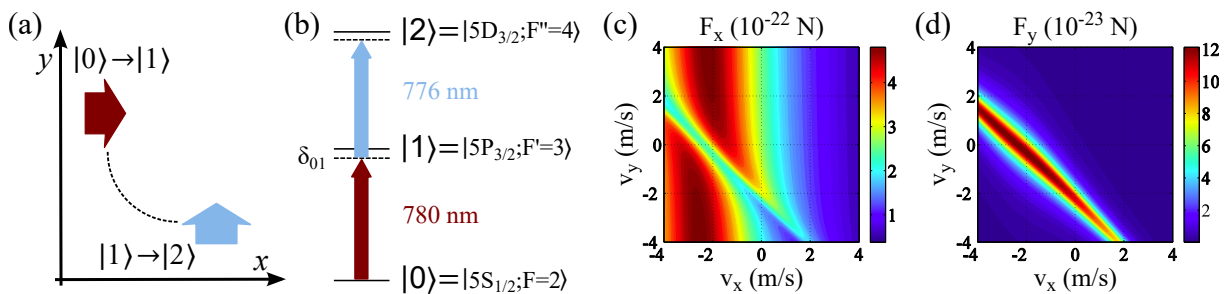 (a)
y
|0⟩→|1⟩
|1⟩→|2⟩
x
(b)
|2⟩=|5D3/2;F''=4⟩
776 nm
δ01
|1⟩=|5P3/2;F'=3⟩
780 nm
|0⟩=|5S1/2;F=2⟩
(c)
Fx (10-22 N)
vy (m/s)
4
2
0
-2
-4
-4 -2 0 2 4
vx (m/s)
4
3
2
1
(d)
Fy (10-23 N)
vy (m/s)
4
2
0
-2
-4
-4 -2 0 2 4
vx (m/s)
12
10
8
6
4
2